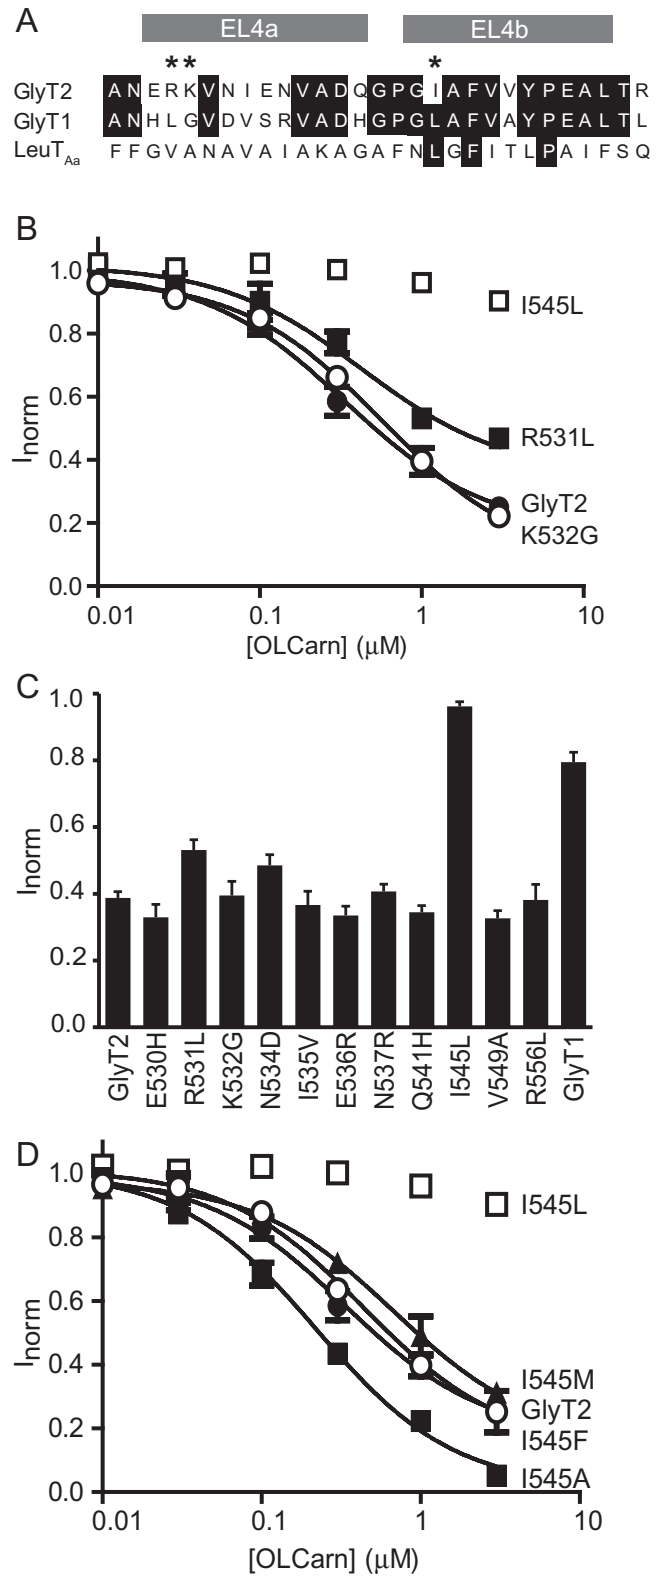 A
EL4a EL4b
* * *
GlyT2 A N E R K V N I E N V A D Q G P G I A F V V Y P E A L T R
GlyT1 A N H L G V D V S R V A D H G P G L A F V A Y P E A L T L
LeuTAa F F G V A N A V A I A K A G A F N L G F I T L P A I F S Q
B
Inorm
1.0
0.8
0.6
0.4
0.2
0.0
I545L
R531L
GlyT2
K532G
0.01 0.1 1 10
[OLCarn] (μM)
C
Inorm
1.0
0.8
0.6
0.4
0.2
0.0
GlyT2
E530H
R531L
K532G
N534D
I535V
E536R
N537R
Q541H
I545L
V549A
R556L
GlyT1
D
Inorm
1.0
0.8
0.6
0.4
0.2
0.0
I545L
I545M
GlyT2
I545F
I545A
0.01 0.1 1 10
[OLCarn] (μM)